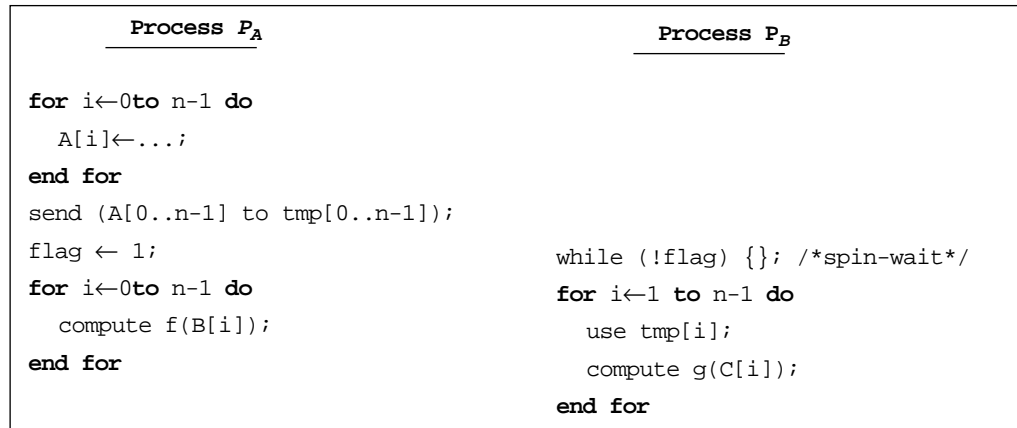 Process PA
for i←0to n-1 do
A[i]←...;
end for
send (A[0..n-1] to tmp[0..n-1]);
flag ← 1;
for i←0to n-1 do
compute f(B[i]);
end for
Process PB
while (!flag) {}; /*spin-wait*/
for i←1 to n-1 do
use tmp[i];
compute g(C[i]);
end for